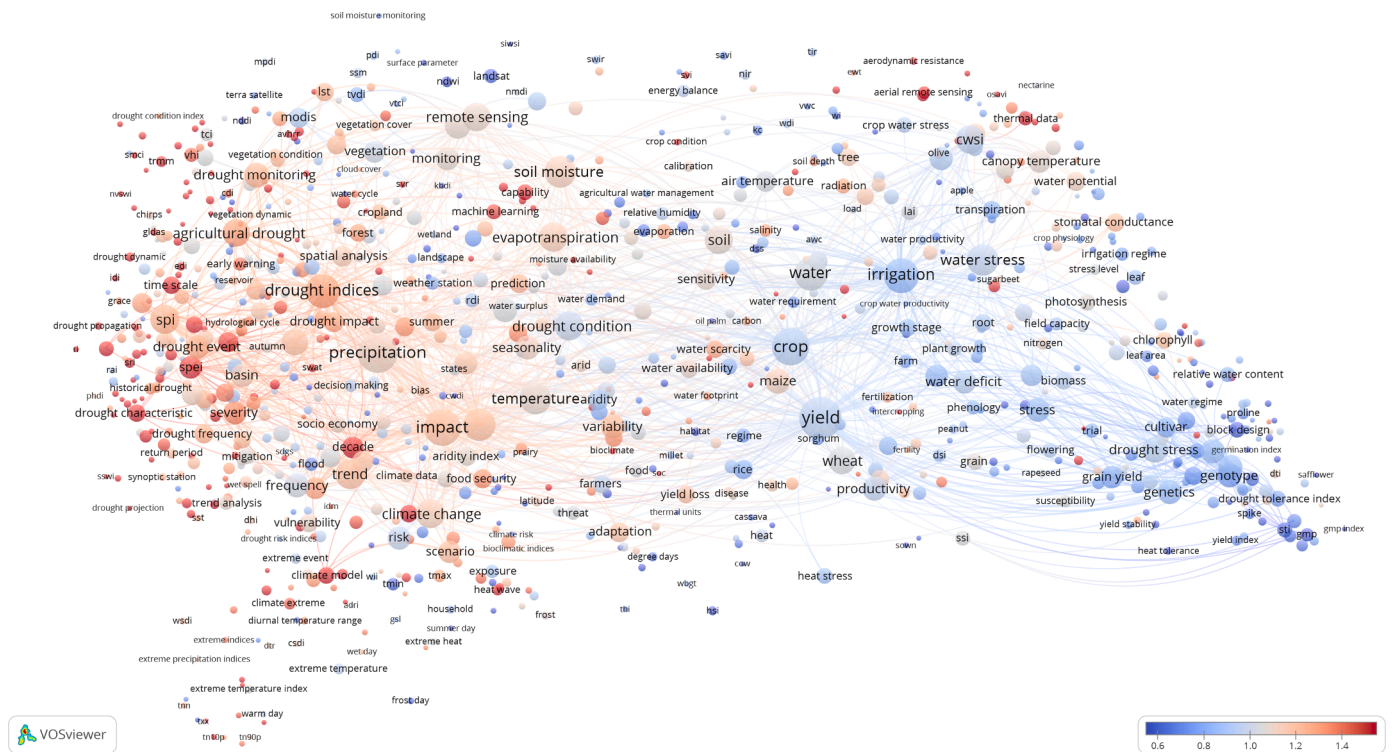 soil moisture monitoring
siwsi
pdi
surface parameter
mpdi
savi
tir
swir
ssm
ndwi
landsat
svi
nir
ewt
aerodynamic resistance
terra satellite
lst
tvdi
nmdi
energy balance
aerial remote sensing
osavi
nectarine
vtci
drought condition index
nddi
modis
remote sensing
vwc
wi
thermal data
tci
avhrr
vegetation cover
kc
wdi
crop water stress
crop condition
cwsi
smci
tmm
vhi
vegetation condition
vegetation
monitoring
olive
cloud cover
calibration
soil depth
tree
canopy temperature
drought monitoring
soil moisture
air temperature
radiation
water potential
nvswi
cdi
water cycle
svr
kbdi
capability
agricultural water management
apple
chirps
vegetation dynamic
cropland
machine learning
relative humidity
load
lai
transpiration
stomatal conductance
gldas
agricultural drought
forest
wetland
evapotranspiration
evaporation
salinity
soil
awc
water productivity
crop physiology
drought dynamic
edi
early warning
spatial analysis
landscape
moisture availability
dss
water stress
irrigation regime
idi
reservoir
weather station
prediction
sensitivity
water
irrigation
stress level
leaf
time scale
drought indices
rdi
water demand
water requirement
sugarbeet
grace
water surplus
crop water productivity
photosynthesis
spi
hydrological cycle
drought impact
summer
drought condition
oil palm
carbon
growth stage
root
field capacity
drought propagation
sri
drought event
autumn
precipitation
seasonality
water scarcity
crop
plant growth
nitrogen
chlorophyll
leaf area
rai
spei
swat
states
arid
water availability
farm
historical drought
basin
decision making
bias
maize
water deficit
biomass
relative water content
phdi
cwdi
temperature
aridity
water footprint
fertilization
drought characteristic
severity
socio economy
habitat
intercropping
phenology
stress
water regime
proline
impact
variability
yield
drought frequency
regime
sorghum
peanut
trial
cultivar
block design
return period
mitigation
sdgs
decade
prairy
bioclimate
fertility
dsi
flowering
drought stress
germination index
aridity index
millet
sswi
synoptic station
flood
trend
climate data
food security
food
soc
rice
wheat
grain
rapeseed
grain yield
genotype
dti
safflower
wet spell
frequency
farmers
health
productivity
drought projection
trend analysis
idm
latitude
yield loss
disease
susceptibility
genetics
drought tolerance index
sst
dhi
vulnerability
climate change
threat
thermal units
cassava
yield stability
spike
drought risk indices
risk
climate risk
adaptation
heat
sown
ssi
yield index
sti
gmp
gmp index
extreme event
scenario
bioclimatic indices
degree days
cow
heat tolerance
climate model
wii
tmin
tmax
exposure
heat wave
wbgt
heat stress
climate extreme
adri
household
thi
hsi
wsdi
diurnal temperature range
gsl
summer day
frost
extreme indices
dtr
csdi
wet day
extreme heat
extreme precipitation indices
extreme temperature
extreme temperature index
frost day
tnn
txx
warm day
tn10p
tn90p
VOSviewer
0.6 0.8 1.0 1.2 1.4